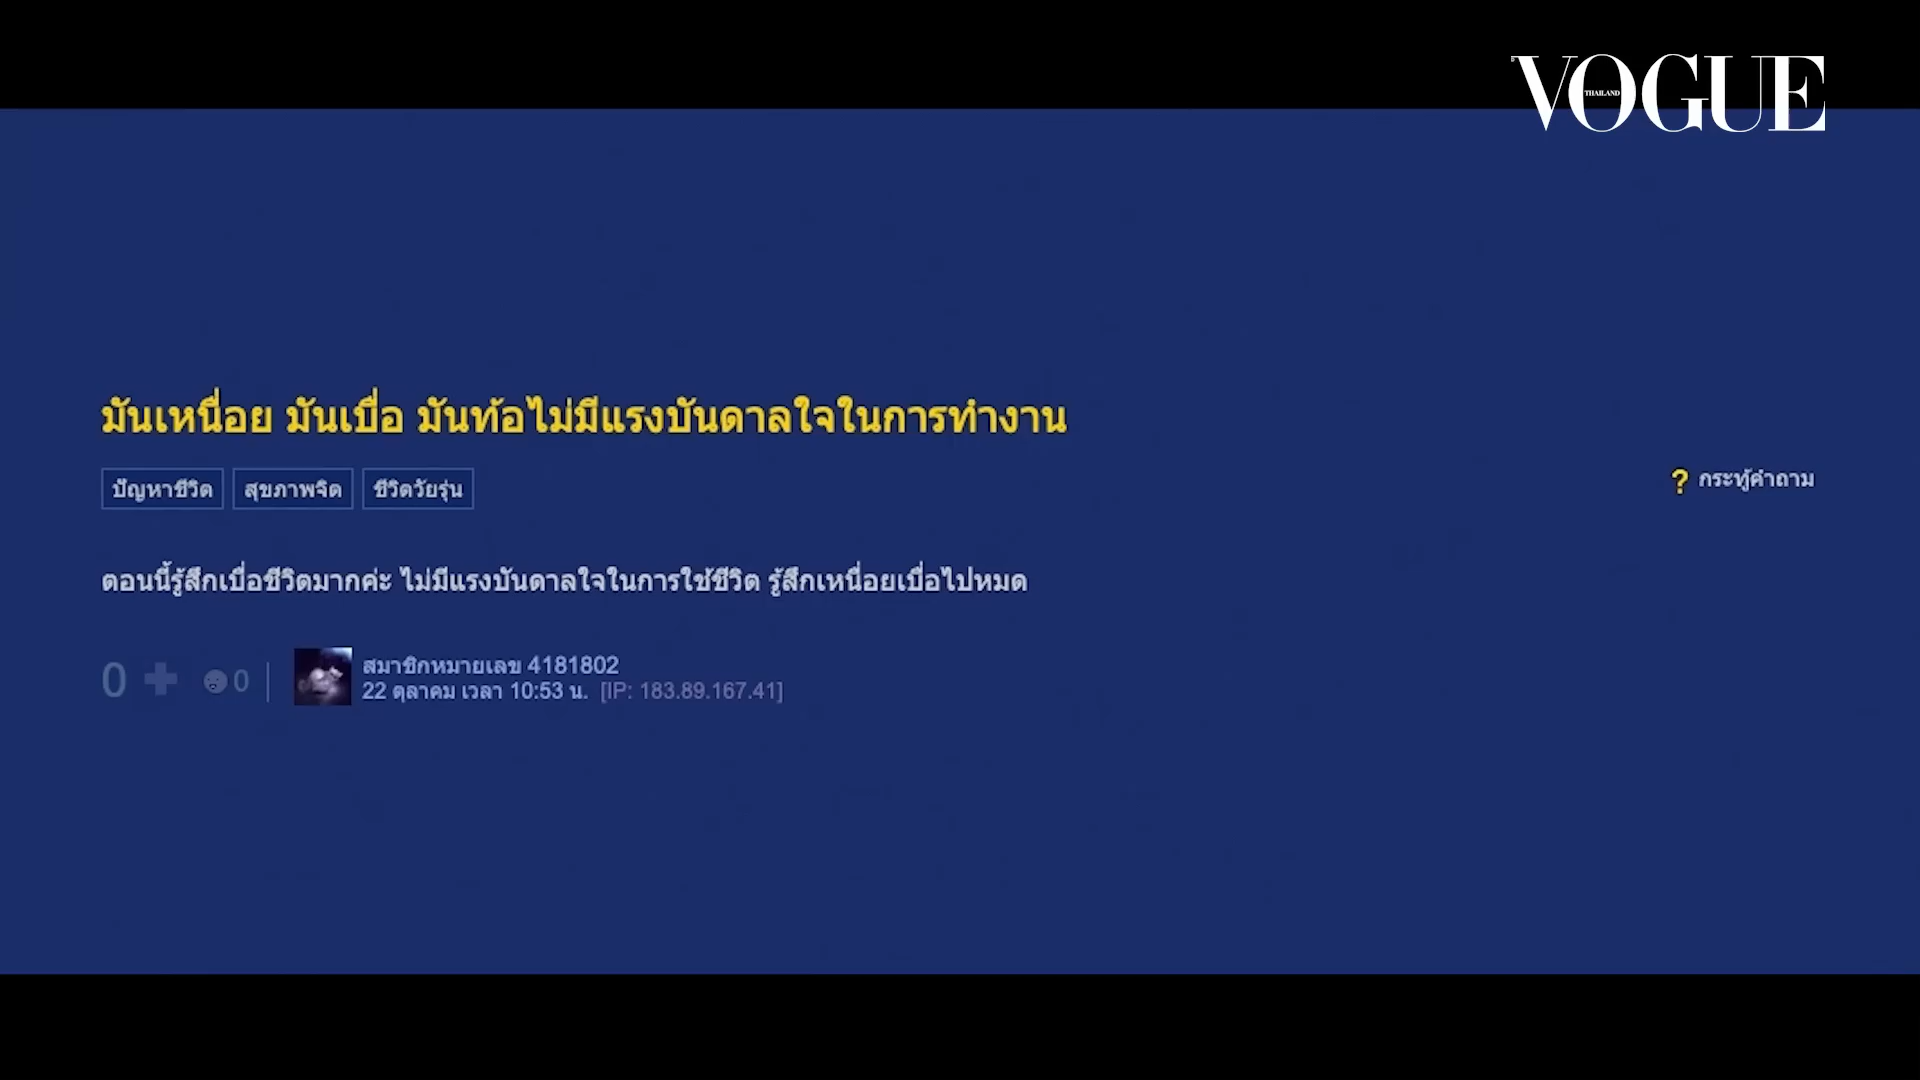 VOGUE
THAILAND
มันเหนื่อย มันเบื่อ มันท้อไม่มีแรงบันดาลใจในการทำงาน
ปัญหาชีวิต สุขภาพจิต ชีวิตวัยรุ่น
? กระทู้คำถาม
ตอนนี้รู้สึกเบื่อชีวิตมากค่ะ ไม่มีแรงบันดาลใจในการใช้ชีวิต รู้สึกเหนื่อยเบื่อไปหมด
0 0
สมาชิกหมายเลข 4181802
22 ตุลาคม เวลา 10:53 น. [IP: 183.89.167.41]